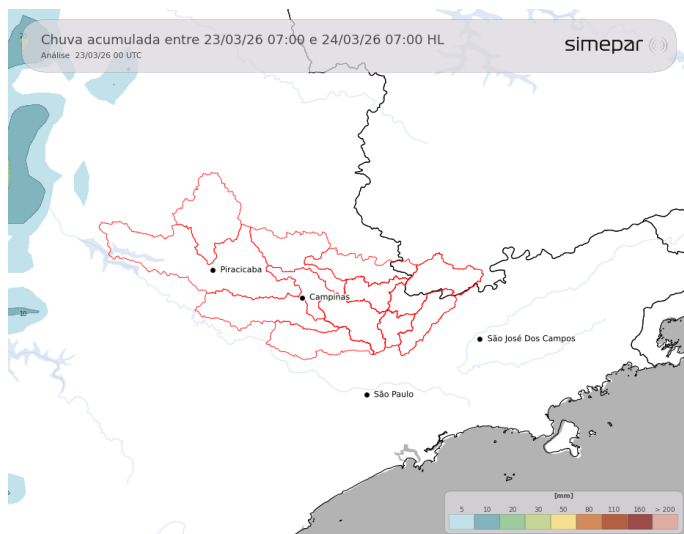 Chuva acumulada entre 23/03/26 07:00 e 24/03/26 07:00 HL
Análise 23/03/26 00 UTC
simepar
Piracicaba
Campinas
São José Dos Campos
10
São Paulo
[mm]
5 10 20 30 50 80 110 160 > 200